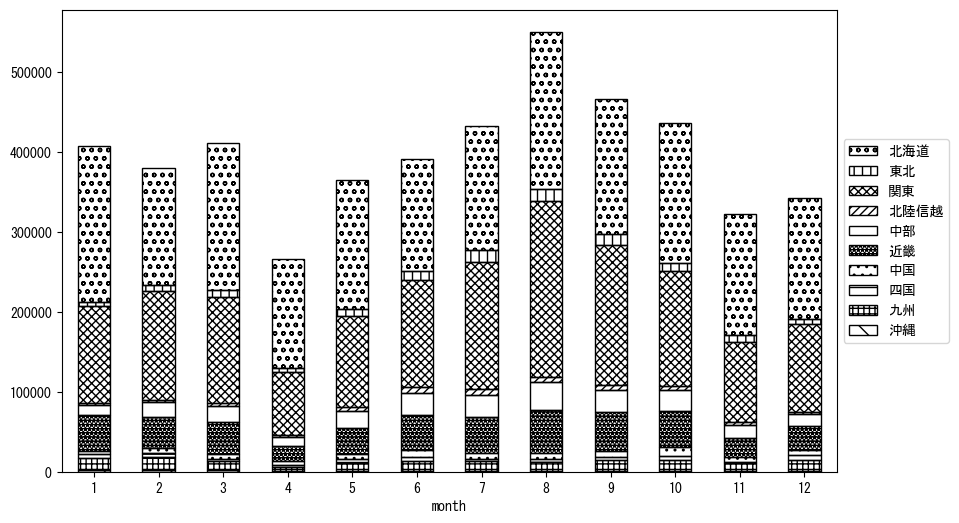 500000
400000
300000
200000
100000
0
1 2 3 4 5 6 7 8 9 10 11 12
month
北海道
東北
関東
北陸信越
中部
近畿
中国
四国
九州
沖縄